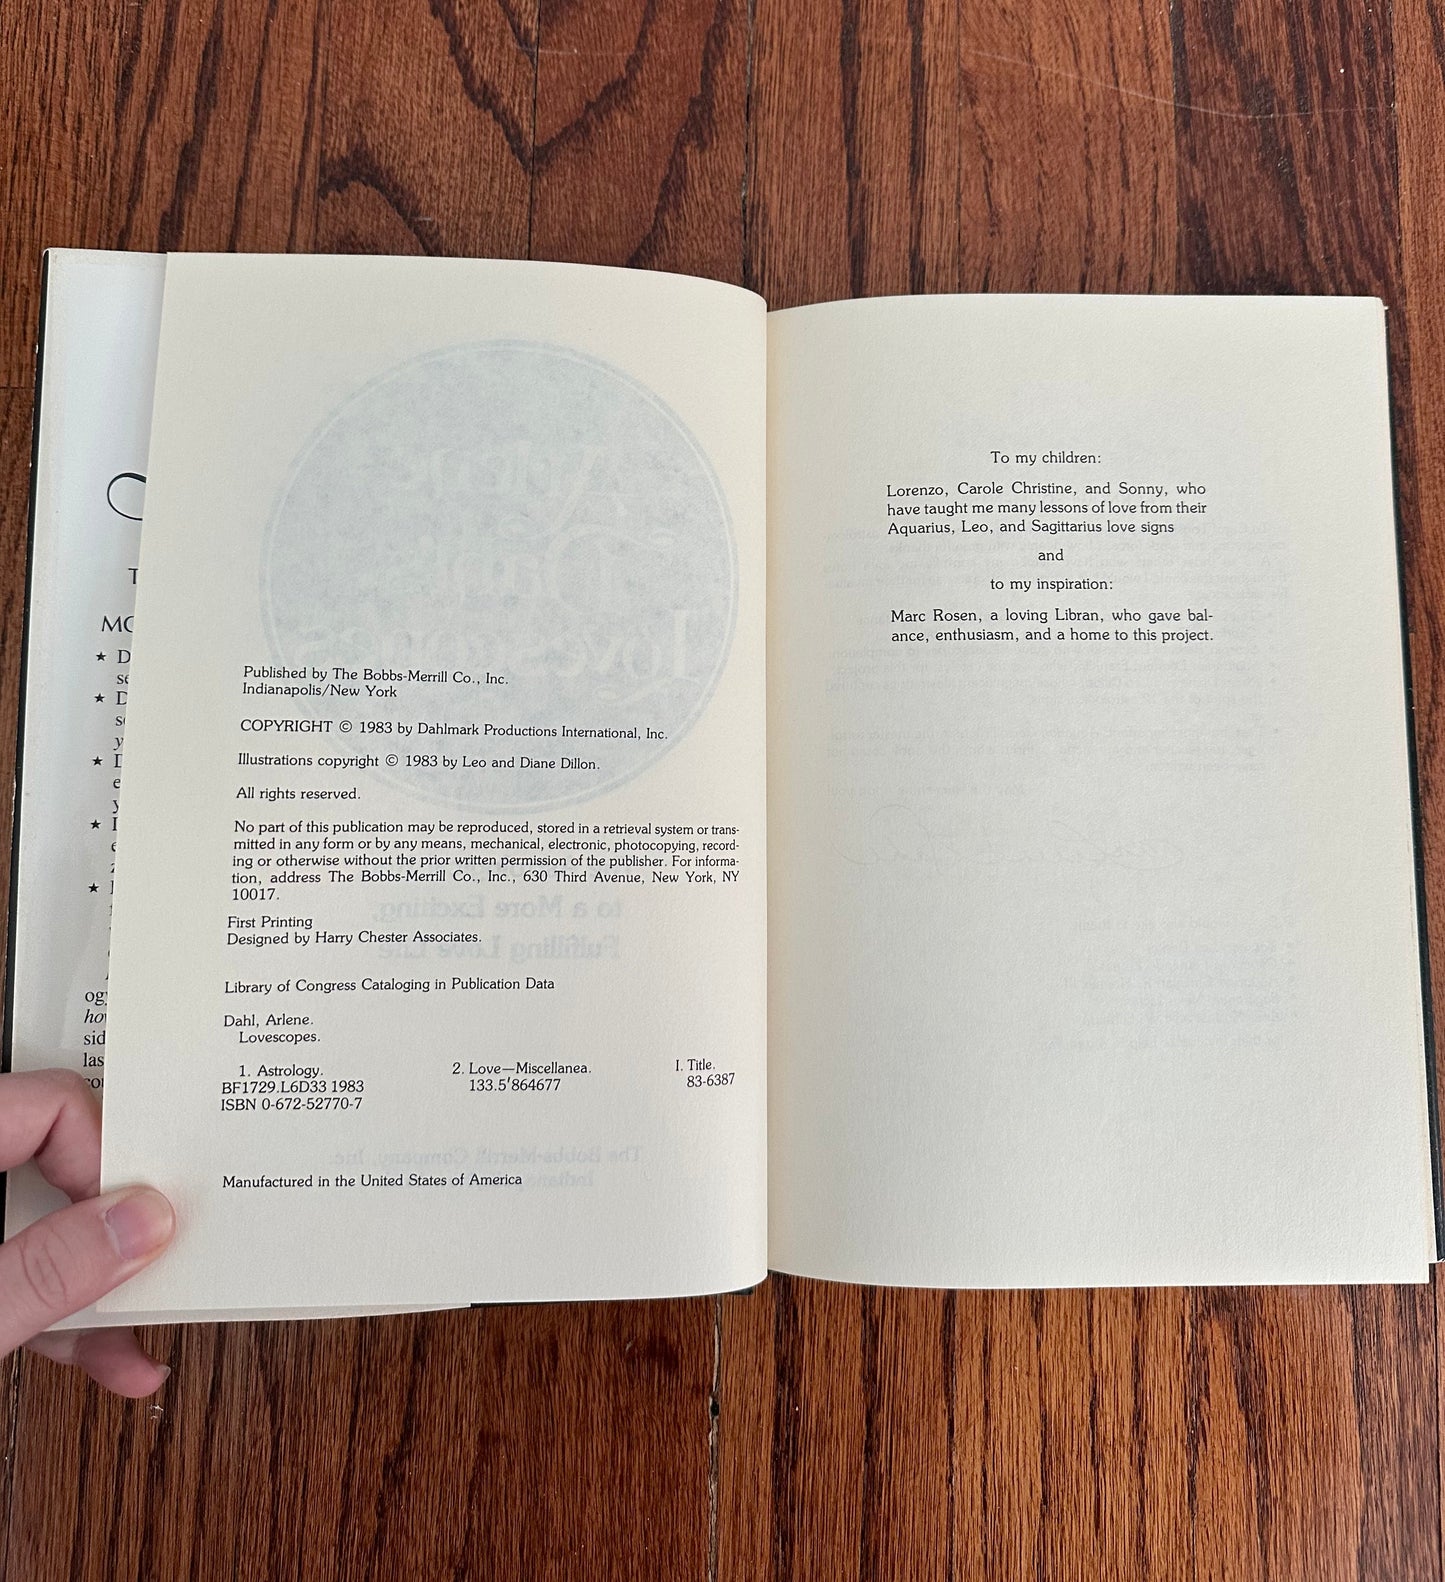 T
MO
★ D
se
★ D
so
y
★ D
e
y
★
★
og
how
sid
las
cou
Published by The Bobbs-Merrill Co., Inc.
Indianapolis/New York
COPYRIGHT © 1983 by Dahlmark Productions International, Inc.
Illustrations copyright © 1983 by Leo and Diane Dillon.
All rights reserved.
No part of this publication may be reproduced, stored in a retrieval system or trans-
mitted in any form or by any means, mechanical, electronic, photocopying, record-
ing or otherwise without the prior written permission of the publisher. For informa-
tion, address The Bobbs-Merrill Co., Inc., 630 Third Avenue, New York, NY
10017.
First Printing
Designed by Harry Chester Associates.
Library of Congress Cataloging in Publication Data
Dahl, Arlene.
Lovescopes.
1. Astrology. 2. Love—Miscellanea. I. Title.
BF1729.L6D33 1983 133.5'864677 83-6387
ISBN 0-672-52770-7
Manufactured in the United States of America
To my children:
Lorenzo, Carole Christine, and Sonny, who
have taught me many lessons of love from their
Aquarius, Leo, and Sagittarius love signs
and
to my inspiration:
Marc Rosen, a loving Libran, who gave bal-
ance, enthusiasm, and a home to this project.